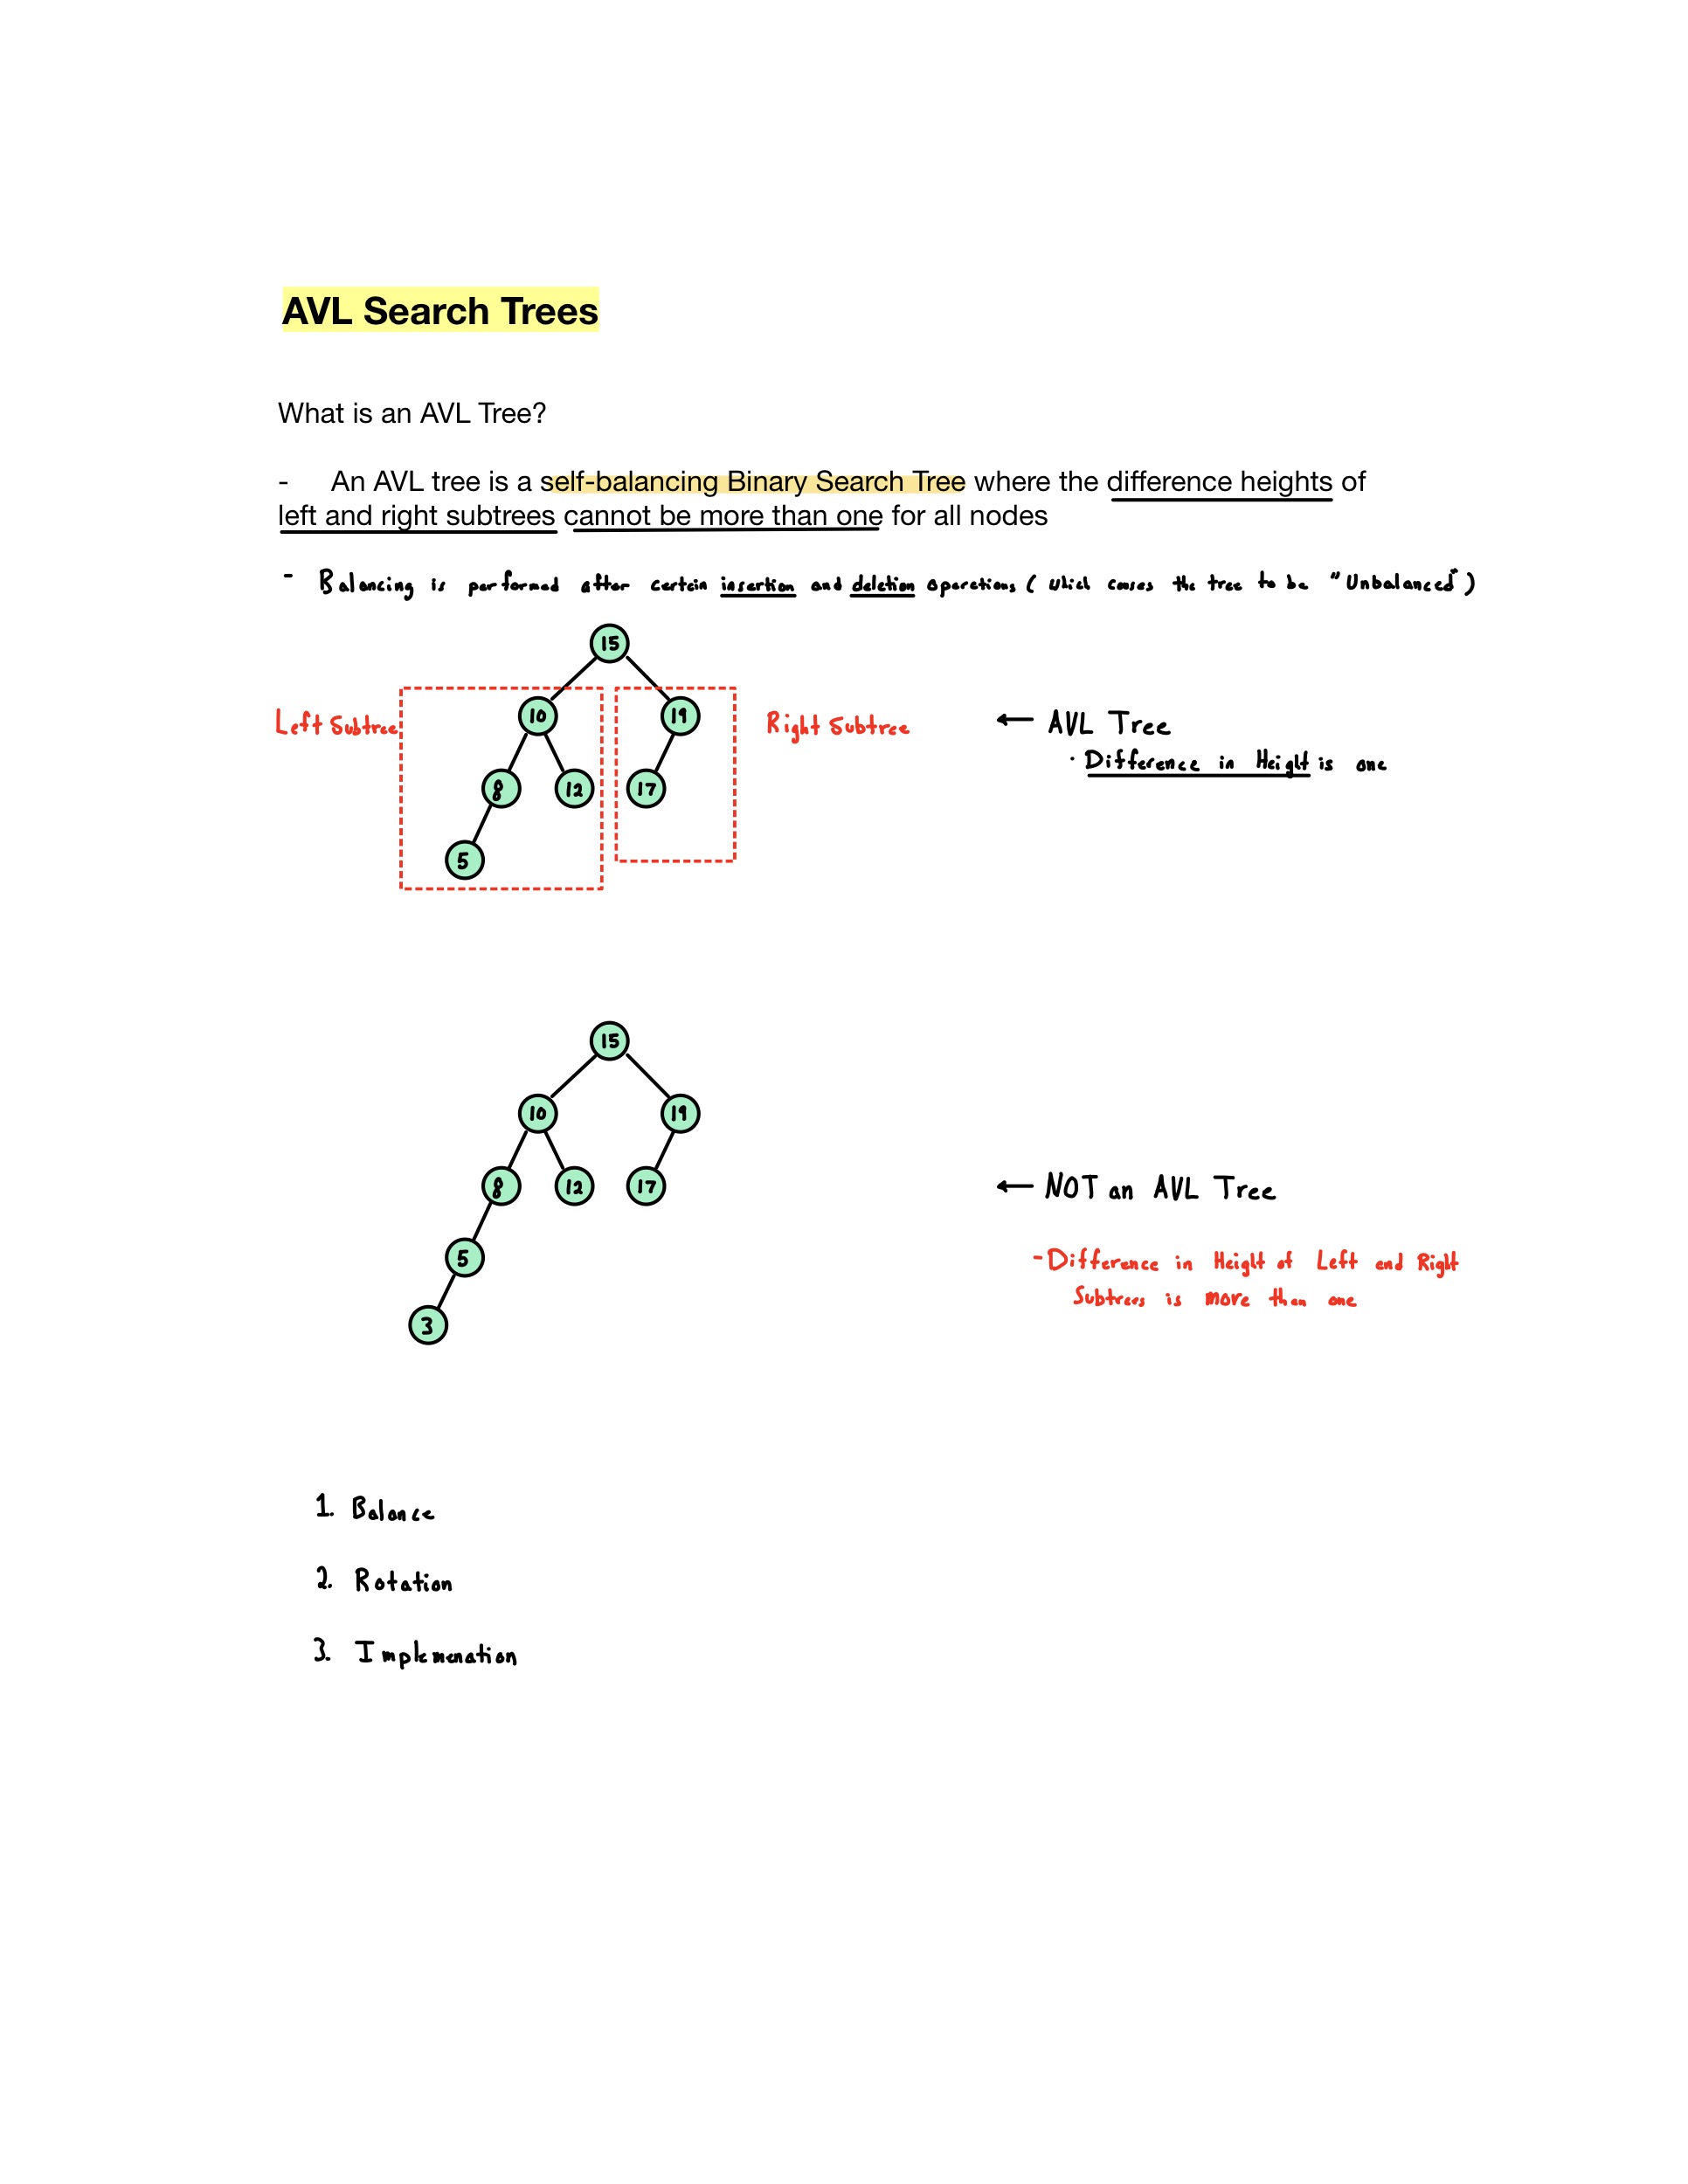 AVL Search Trees
What is an AVL Tree?
- An AVL tree is a self-balancing Binary Search Tree where the difference heights of
left and right subtrees cannot be more than one for all nodes
- Balancing is performed after certain insertion and deletion operations ( which causes the tree to be "Unbalanced")
15
Left Subtree 10 19 Right Subtree ← AVL Tree
· Difference in Height is one
8 12 17
5
15
10 19
8 12 17 ← NOT an AVL Tree
5 - Difference in Height of Left and Right
Subtrees is more than one
3
1. Balance
2. Rotation
3. Implemenation